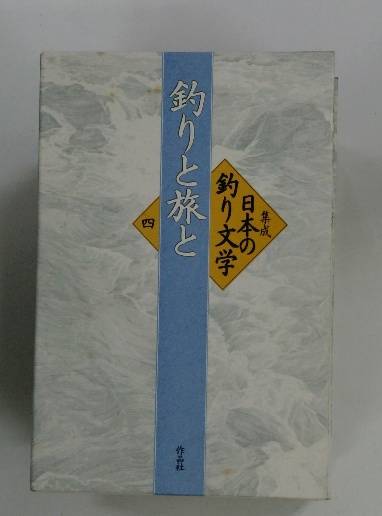 集成
日本の
釣り文学
釣りと旅と
四
作品社